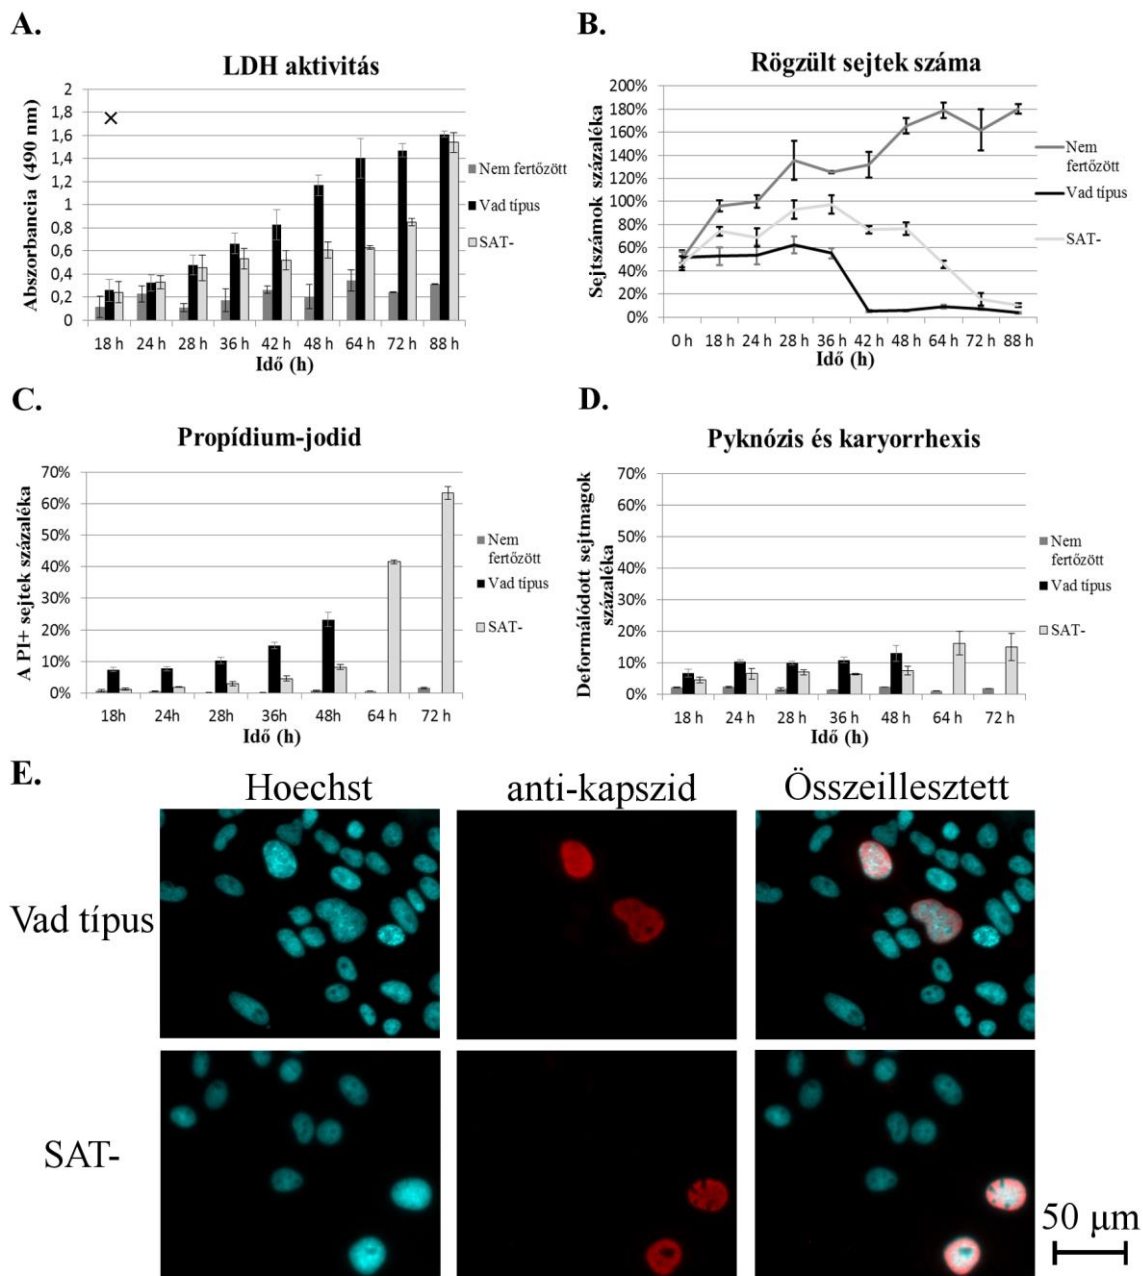 A.
LDH aktivitás
Abszorbancia (490 nm)
2
1,8
1,6
1,4
1,2
1
0,8
0,6
0,4
0,2
0
18 h 24 h 28 h 36 h 42 h 48 h 64 h 72 h 88 h
Idő (h)
Nem fertőzött
Vad típus
SAT-
B.
Rögzült sejtek száma
Sejtszámok százaléka
200%
180%
160%
140%
120%
100%
80%
60%
40%
20%
0%
0 h 18 h 24 h 28 h 36 h 42 h 48 h 64 h 72 h 88 h
Idő (h)
Nem
fertőzött
Vad típus
SAT-
C.
Propídium-jodid
A PI+ sejtek százaléka
70%
60%
50%
40%
30%
20%
10%
0%
18h 24h 28h 36h 48h 64 h 72 h
Idő (h)
Nem
fertőzött
Vad típus
SAT-
D.
Pyknózis és karyorrhexis
Deformálódott sejtmagok
százaléka
70%
60%
50%
40%
30%
20%
10%
0%
18 h 24 h 28 h 36 h 48 h 64 h 72 h
Idő (h)
Nem
fertőzött
Vad típus
SAT-
E.
Hoechst anti-kapszid Összeillesztett
Vad típus
SAT-
50 µm